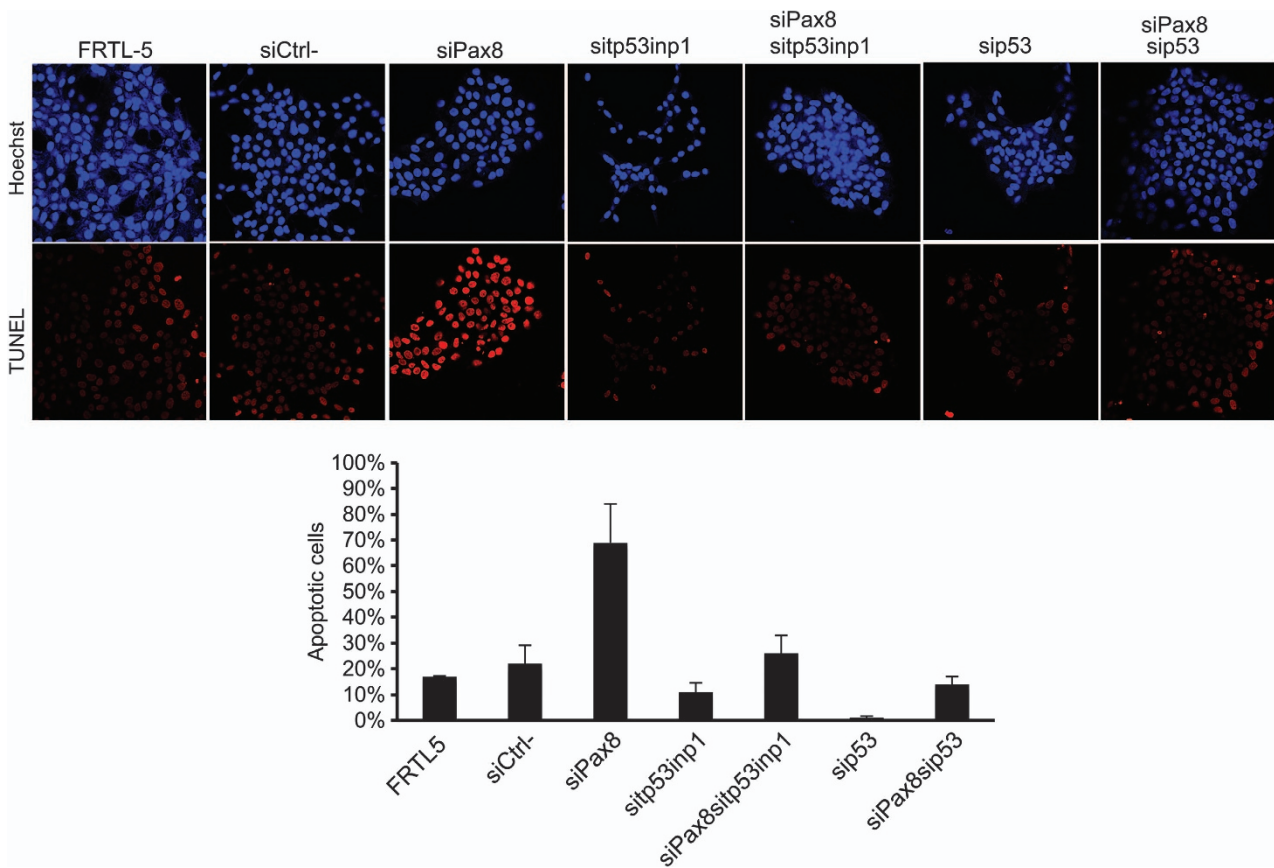 FRTL-5
siCtrl-
siPax8
sitp53inp1
siPax8
sitp53inp1
sip53
siPax8
sip53
Hoechst
TUNEL
Apoptotic cells
100%
90%
80%
70%
60%
50%
40%
30%
20%
10%
0%
FRTL5
siCtrl-
siPax8
sitp53inp1
siPax8sitp53inp1
sip53
siPax8sip53